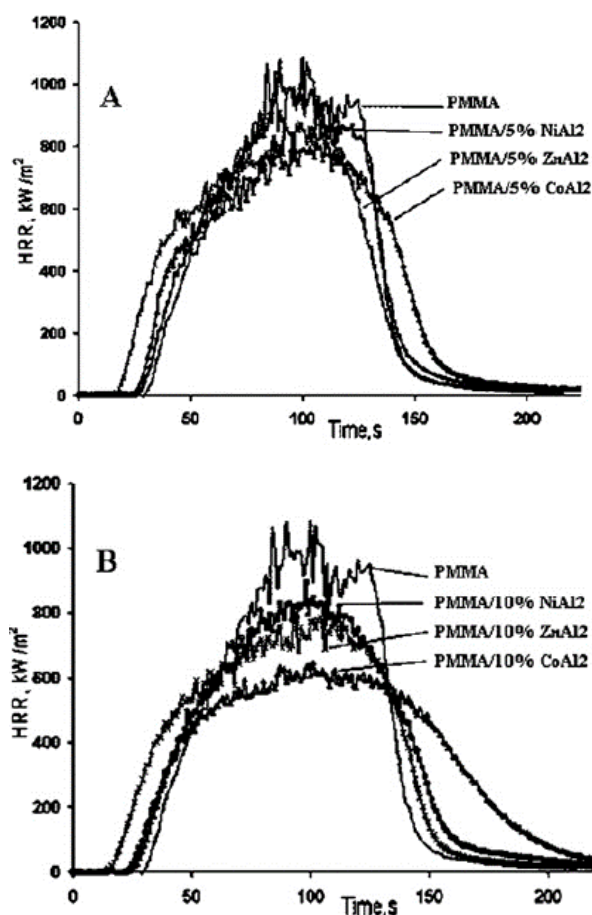 1200
A
1000
PMMA
PMMA/5% NiAl2
800
PMMA/5% ZnAl2
PMMA/5% CoAl2
600
HRR, kW/m²
400
200
0
0 50 100 150 200
Time,s
1200
B
1000
PMMA
PMMA/10% NiAl2
800
PMMA/10% ZnAl2
PMMA/10% CoAl2
600
HRR, kW/m²
400
200
0
0 50 100 150 200
Time,s